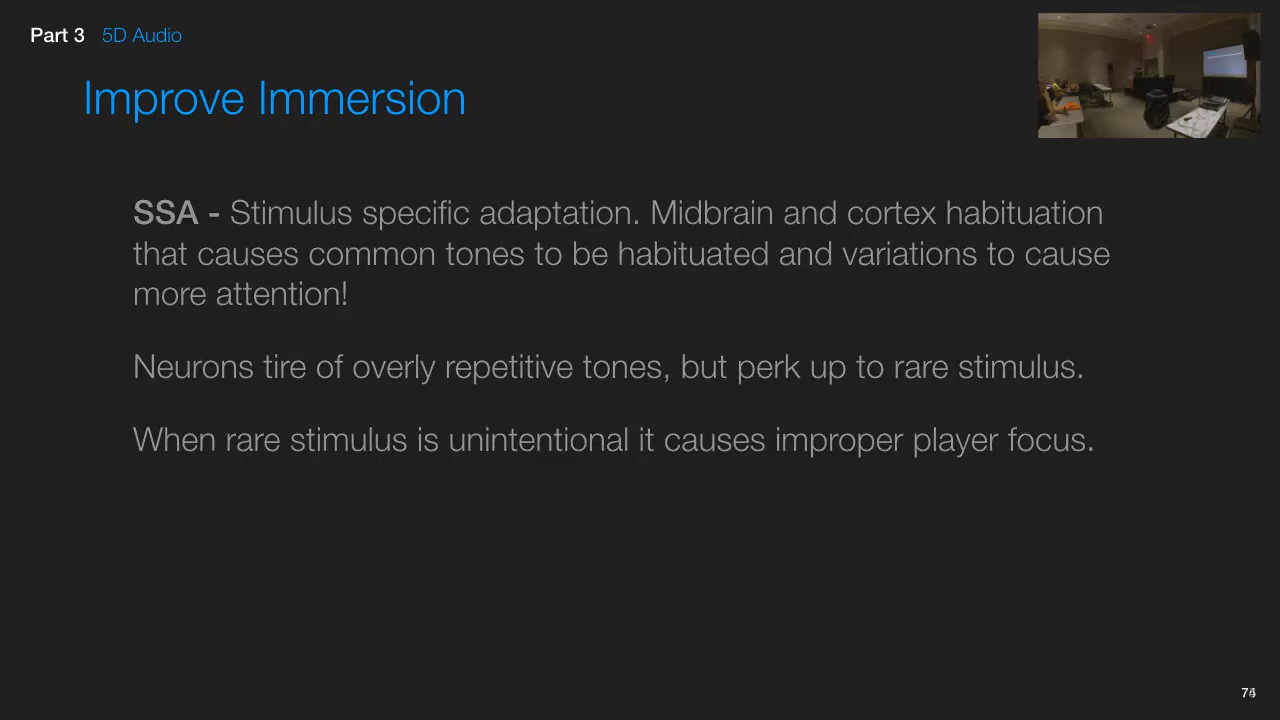 Part 3 5D Audio
Improve Immersion
SSA - Stimulus specific adaptation. Midbrain and cortex habituation
that causes common tones to be habituated and variations to cause
more attention!
Neurons tire of overly repetitive tones, but perk up to rare stimulus.
When rare stimulus is unintentional it causes improper player focus.